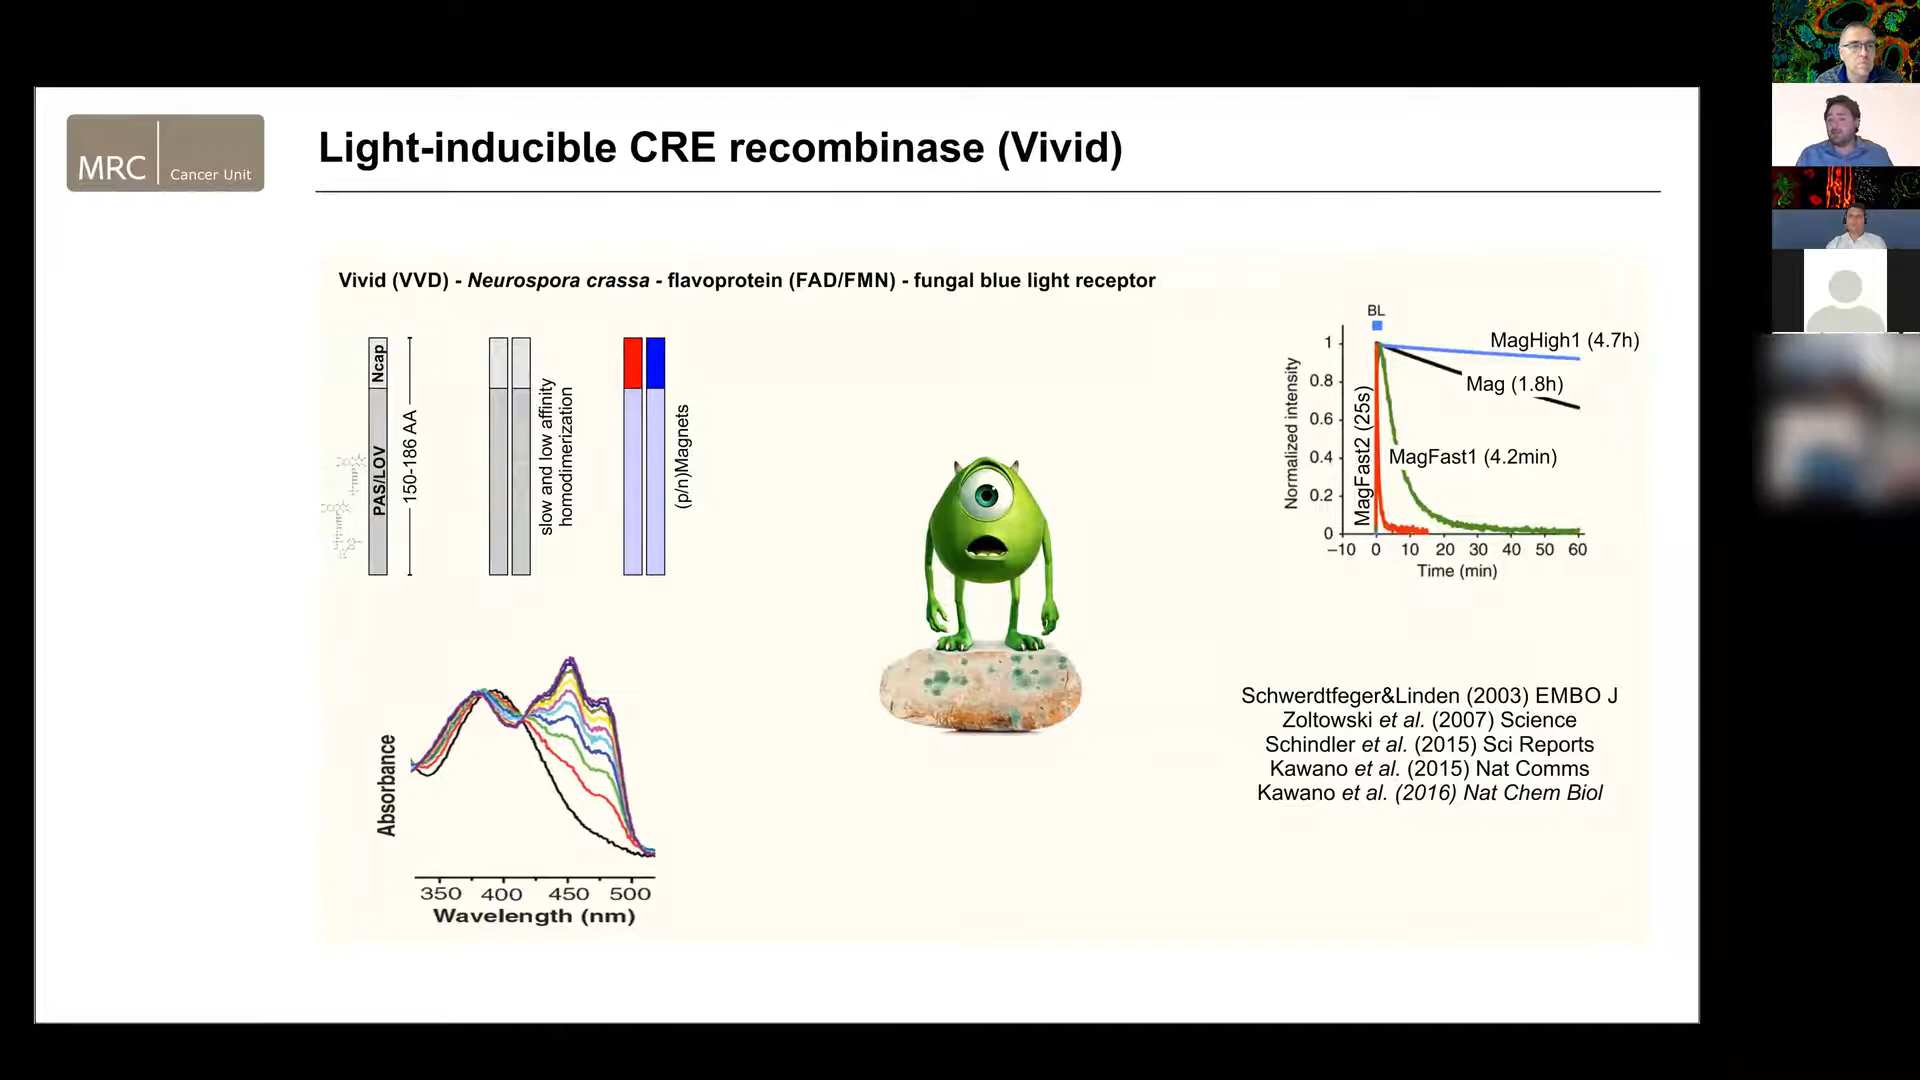 MRC Cancer Unit
Light-inducible CRE recombinase (Vivid)
Vivid (VVD) - Neurospora crassa - flavoprotein (FAD/FMN) - fungal blue light receptor
Ncap
PAS/LOV
150-186 AA
slow and low affinity
homodimerization
(p/n)Magnets
BL
Normalized intensity
1
0.8
0.6
0.4
0.2
0
MagHigh1 (4.7h)
Mag (1.8h)
MagFast2 (25s)
MagFast1 (4.2min)
−10 0 10 20 30 40 50 60
Time (min)
Absorbance
350 400 450 500
Wavelength (nm)
Schwerdtfeger&Linden (2003) EMBO J
Zoltowski et al. (2007) Science
Schindler et al. (2015) Sci Reports
Kawano et al. (2015) Nat Comms
Kawano et al. (2016) Nat Chem Biol